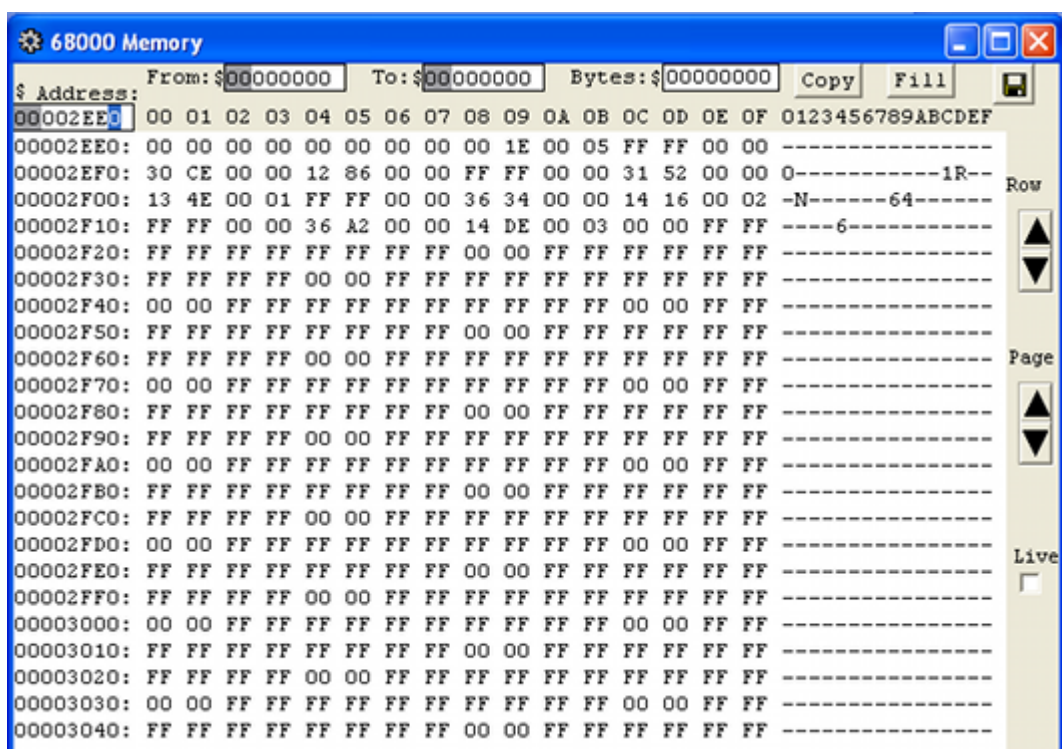 68000 Memory
From:$00000000 To:$00000000 Bytes:$00000000 Copy Fill
$ Address:
00002EE0 00 01 02 03 04 05 06 07 08 09 0A 0B 0C 0D 0E 0F 0123456789ABCDEF
00002EE0: 00 00 00 00 00 00 00 00 00 1E 00 05 FF FF 00 00 ----------------
00002EF0: 30 CE 00 00 12 86 00 00 FF FF 00 00 31 52 00 00 0-----------1R--
00002F00: 13 4E 00 01 FF FF 00 00 36 34 00 00 14 16 00 02 -N------64------
00002F10: FF FF 00 00 36 A2 00 00 14 DE 00 03 00 00 FF FF ----6-----------
00002F20: FF FF FF FF FF FF FF FF 00 00 FF FF FF FF FF FF ----------------
00002F30: FF FF FF FF 00 00 FF FF FF FF FF FF FF FF FF FF ----------------
00002F40: 00 00 FF FF FF FF FF FF FF FF FF FF 00 00 FF FF ----------------
00002F50: FF FF FF FF FF FF FF FF 00 00 FF FF FF FF FF FF ----------------
00002F60: FF FF FF FF 00 00 FF FF FF FF FF FF FF FF FF FF ----------------
00002F70: 00 00 FF FF FF FF FF FF FF FF FF FF 00 00 FF FF ----------------
00002F80: FF FF FF FF FF FF FF FF 00 00 FF FF FF FF FF FF ----------------
00002F90: FF FF FF FF 00 00 FF FF FF FF FF FF FF FF FF FF ----------------
00002FA0: 00 00 FF FF FF FF FF FF FF FF FF FF 00 00 FF FF ----------------
00002FB0: FF FF FF FF FF FF FF FF 00 00 FF FF FF FF FF FF ----------------
00002FC0: FF FF FF FF 00 00 FF FF FF FF FF FF FF FF FF FF ----------------
00002FD0: 00 00 FF FF FF FF FF FF FF FF FF FF 00 00 FF FF ----------------
00002FE0: FF FF FF FF FF FF FF FF 00 00 FF FF FF FF FF FF ----------------
00002FF0: FF FF FF FF 00 00 FF FF FF FF FF FF FF FF FF FF ----------------
00003000: 00 00 FF FF FF FF FF FF FF FF FF FF 00 00 FF FF ----------------
00003010: FF FF FF FF FF FF FF FF 00 00 FF FF FF FF FF FF ----------------
00003020: FF FF FF FF 00 00 FF FF FF FF FF FF FF FF FF FF ----------------
00003030: 00 00 FF FF FF FF FF FF FF FF FF FF 00 00 FF FF ----------------
00003040: FF FF FF FF FF FF FF FF 00 00 FF FF FF FF FF FF ----------------
Row
Page
Live